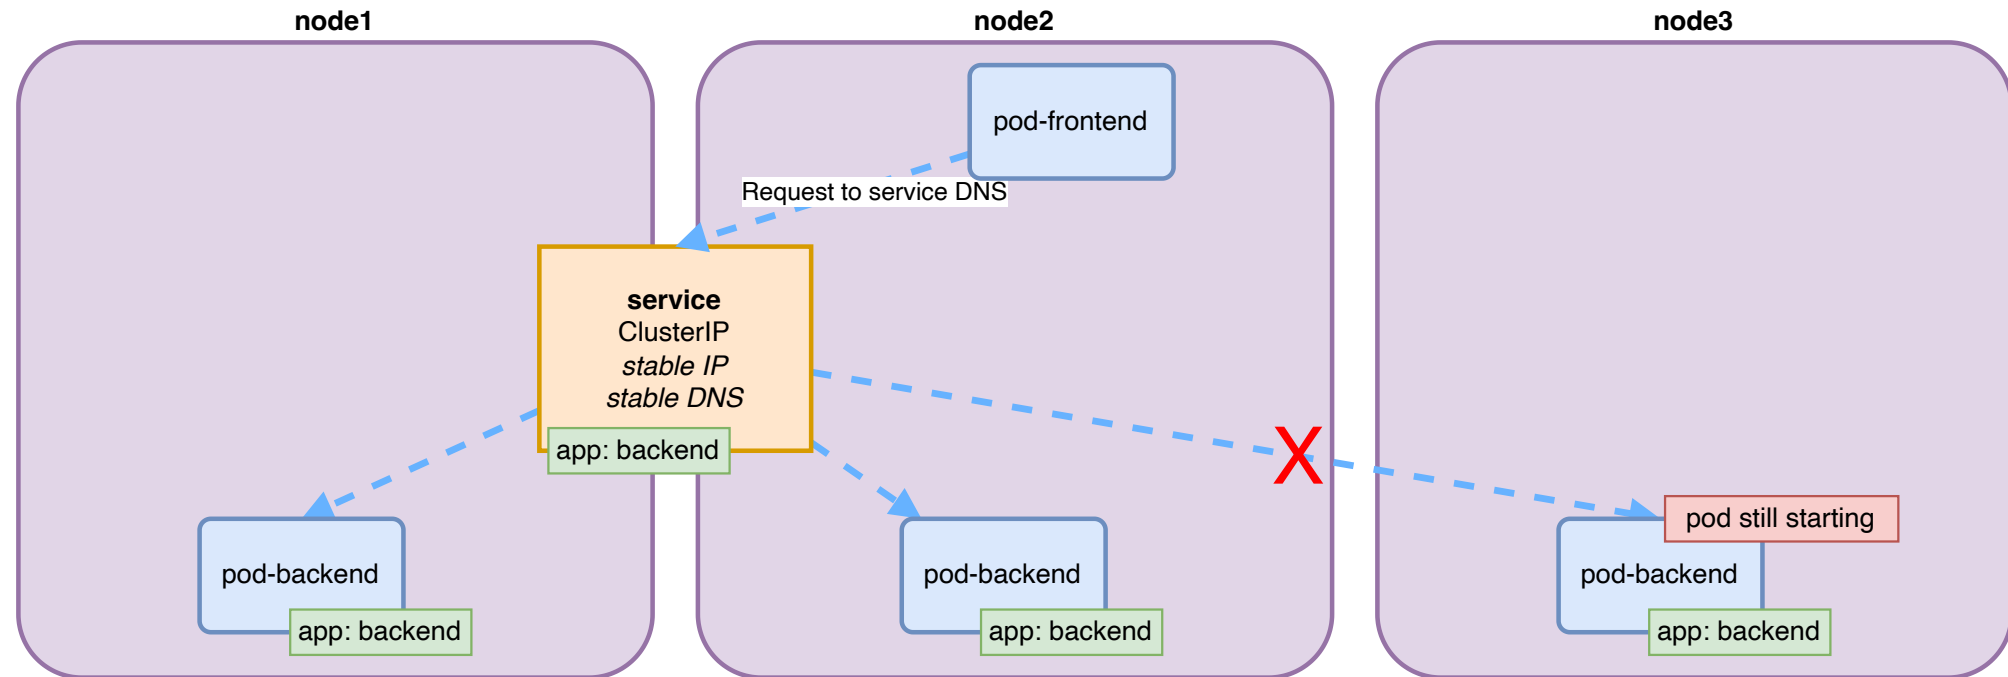 node1
node2
node3
pod-frontend
Request to service DNS
service
ClusterIP
stable IP
stable DNS
app: backend
X
pod still starting
pod-backend
pod-backend
pod-backend
app: backend
app: backend
app: backend